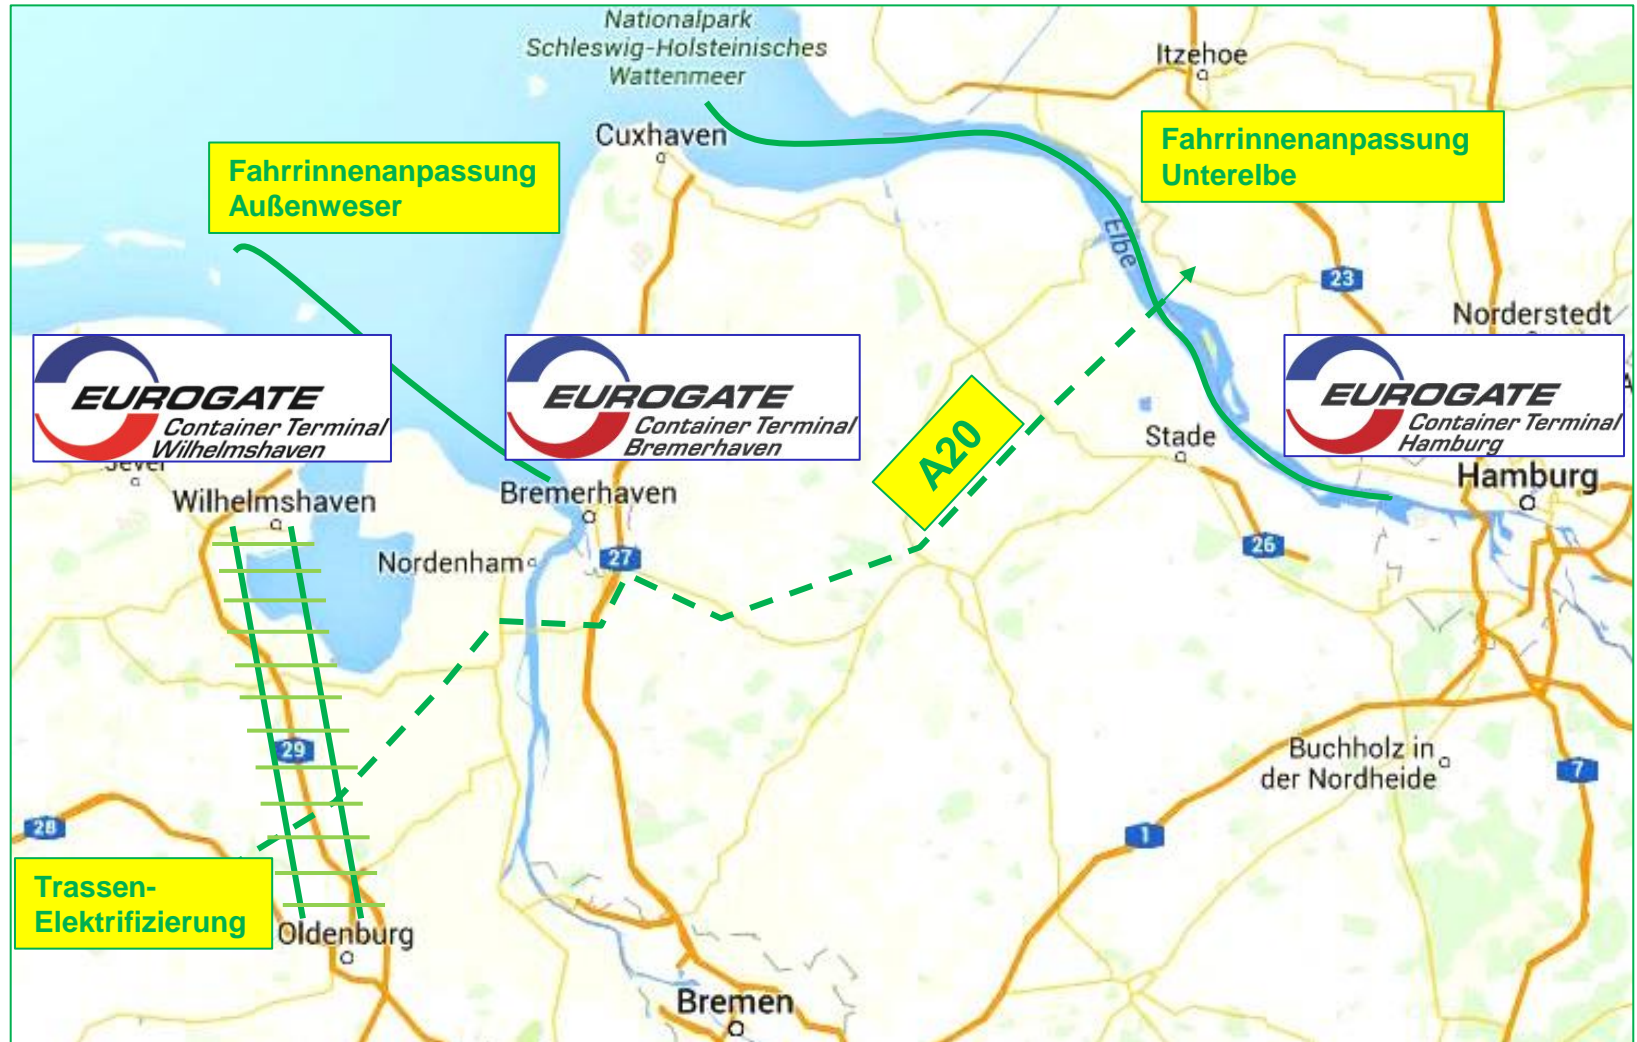 Nationalpark
Schleswig-Holsteinisches
Wattenmeer
Itzehoe
Cuxhaven
Fahrrinnenanpassung
Unterelbe
Fahrrinnenanpassung
Außenweser
Elbe
23
Norderstedt
EUROGATE
Container Terminal
Wilhelmshaven
EUROGATE
Container Terminal
Bremerhaven
EUROGATE
Container Terminal
Hamburg
A20
Stade
Jever
Wilhelmshaven
Bremerhaven
Hamburg
Nordenham
27
26
29
Buchholz in
der Nordheide
7
28
1
Trassen-
Elektrifizierung
Oldenburg
Bremen